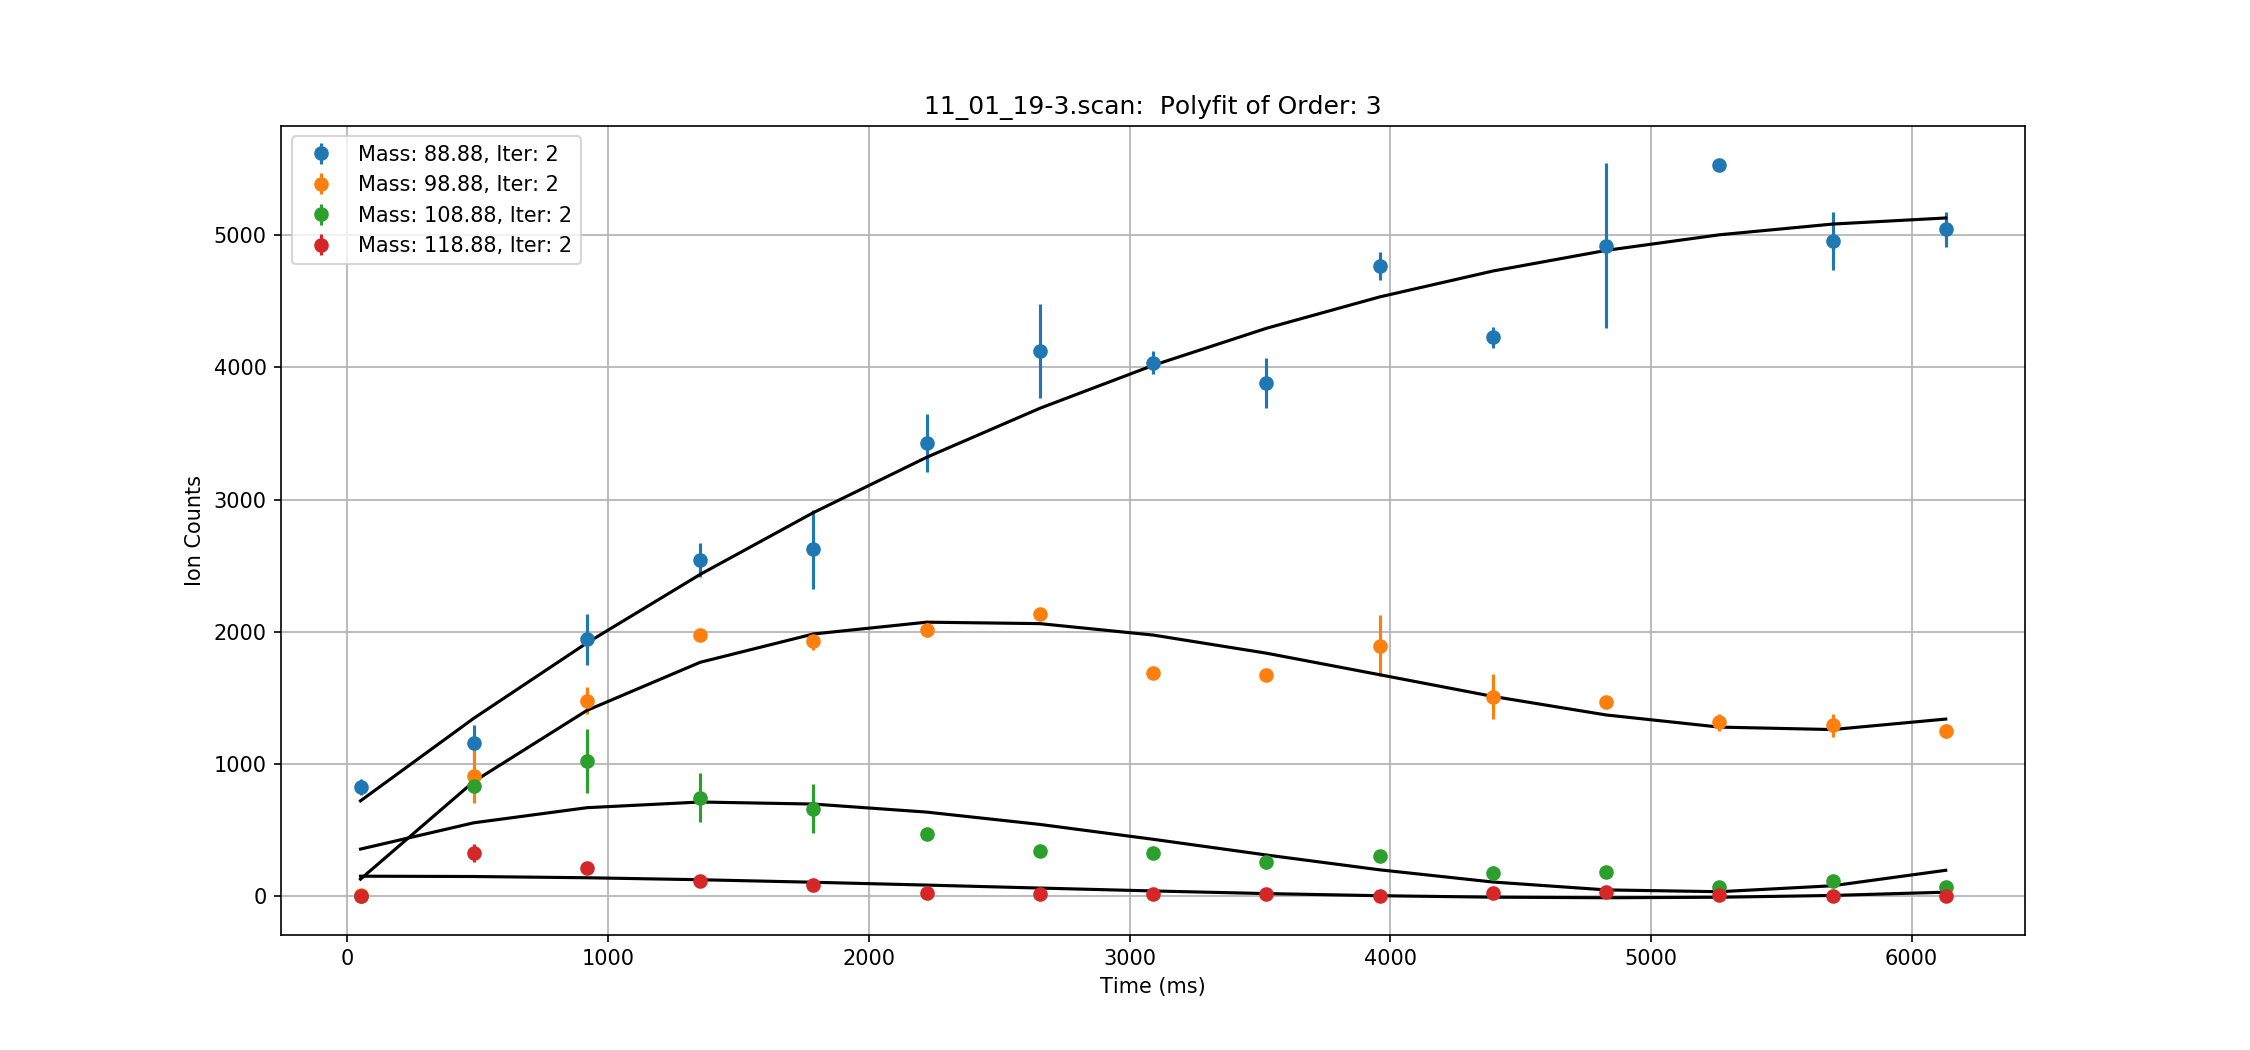 11_01_19-3.scan:  Polyfit of Order: 3
Mass: 88.88, Iter: 2
Mass: 98.88, Iter: 2
Mass: 108.88, Iter: 2
Mass: 118.88, Iter: 2
5000
4000
3000
2000
1000
0
Ion Counts
0 1000 2000 3000 4000 5000 6000
Time (ms)